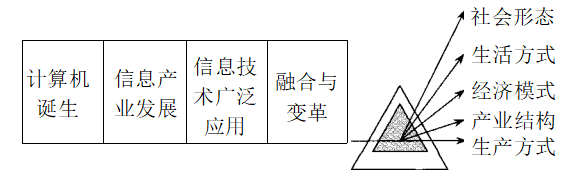 计算机
诞生
信息产
业发展
信息技
术广泛
应用
融合与
变革
社会形态
生活方式
经济模式
产业结构
生产方式